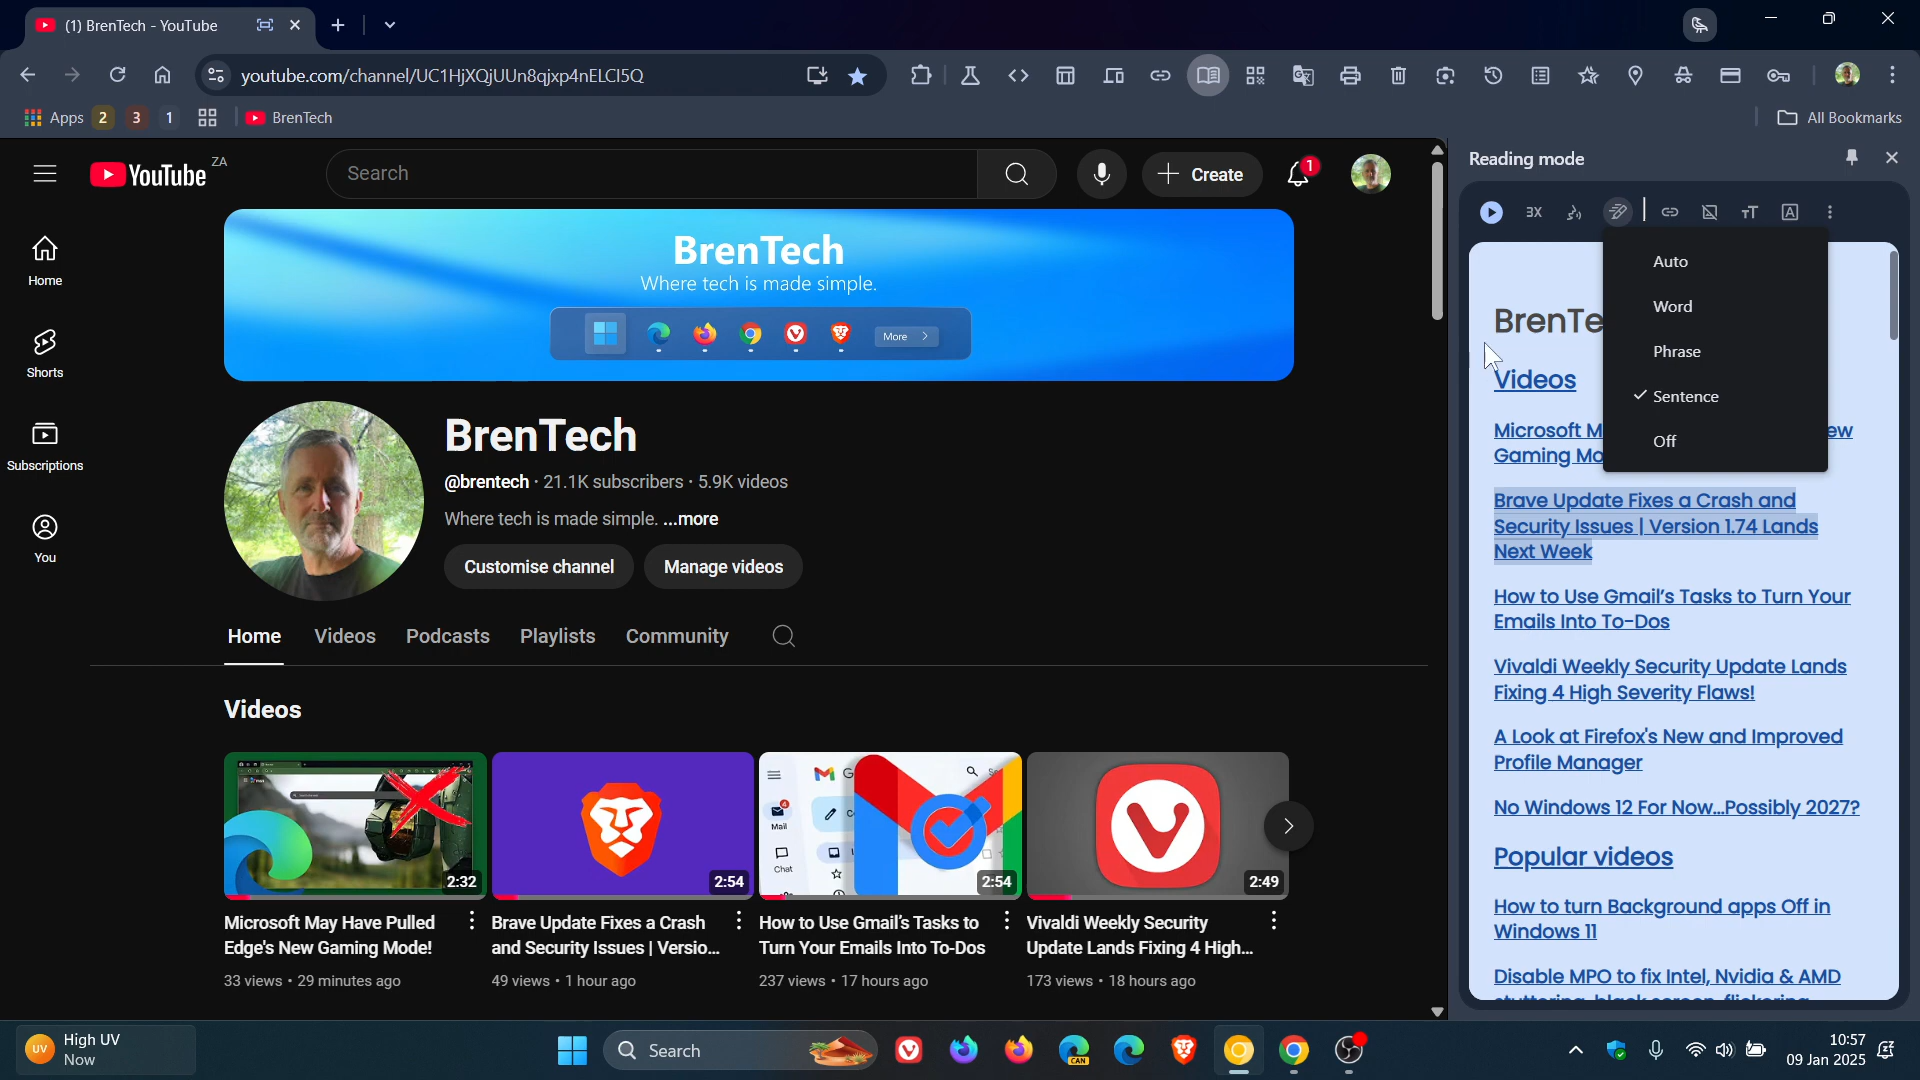 (1) BrenTech - YouTube
youtube.com/channel/UC1HjXQjUUn8qjxp4nELCI5Q
Apps
2
3
1
BrenTech
All Bookmarks
YouTube ZA
Search
Create
1
Home
Shorts
Subscriptions
You
BrenTech
Where tech is made simple.
More
BrenTech
@brentech · 21.1K subscribers · 5.9K videos
Where tech is made simple. ...more
Customise channel
Manage videos
Home
Videos
Podcasts
Playlists
Community
Videos
2:32
Microsoft May Have Pulled
Edge's New Gaming Mode!
33 views · 29 minutes ago
2:54
Brave Update Fixes a Crash
and Security Issues | Versio...
49 views · 1 hour ago
Mail
Chat
2:54
How to Use Gmail's Tasks to
Turn Your Emails Into To-Dos
237 views · 17 hours ago
2:49
Vivaldi Weekly Security
Update Lands Fixing 4 High...
173 views · 18 hours ago
Reading mode
3X
Auto
Word
Phrase
Sentence
Off
BrenTe
Videos
Microsoft M
ew
Gaming Mo
Brave Update Fixes a Crash and
Security Issues | Version 1.74 Lands
Next Week
How to Use Gmail's Tasks to Turn Your
Emails Into To-Dos
Vivaldi Weekly Security Update Lands
Fixing 4 High Severity Flaws!
A Look at Firefox's New and Improved
Profile Manager
No Windows 12 For Now...Possibly 2027?
Popular videos
How to turn Background apps Off in
Windows 11
Disable MPO to fix Intel, Nvidia & AMD
UV
High UV
Now
Search
CAN
10:57
09 Jan 2025